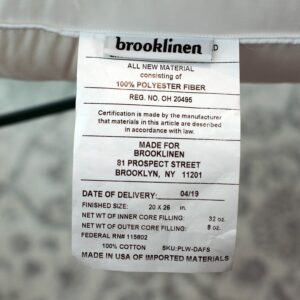 brooklinen
D
ALL NEW MATERIAL
consisting of
100% POLYESTER FIBER
REG. NO. OH 20495
Certification is made by the manufacturer
that materials in this article are described
in accordance with law.
MADE FOR
BROOKLINEN
81 PROSPECT STREET
BROOKLYN, NY 11201
DATE OF DELIVERY: 04/19
FINISHED SIZE: 20 X 26 in.
NET WT OF INNER CORE FILLING: 32 oz.
NET WT OF OUTER CORE FILLING: 8 oz.
FEDERAL RN# 115802
100% COTTON SKU:PLW-DAFS
MADE IN USA OF IMPORTED MATERIALS